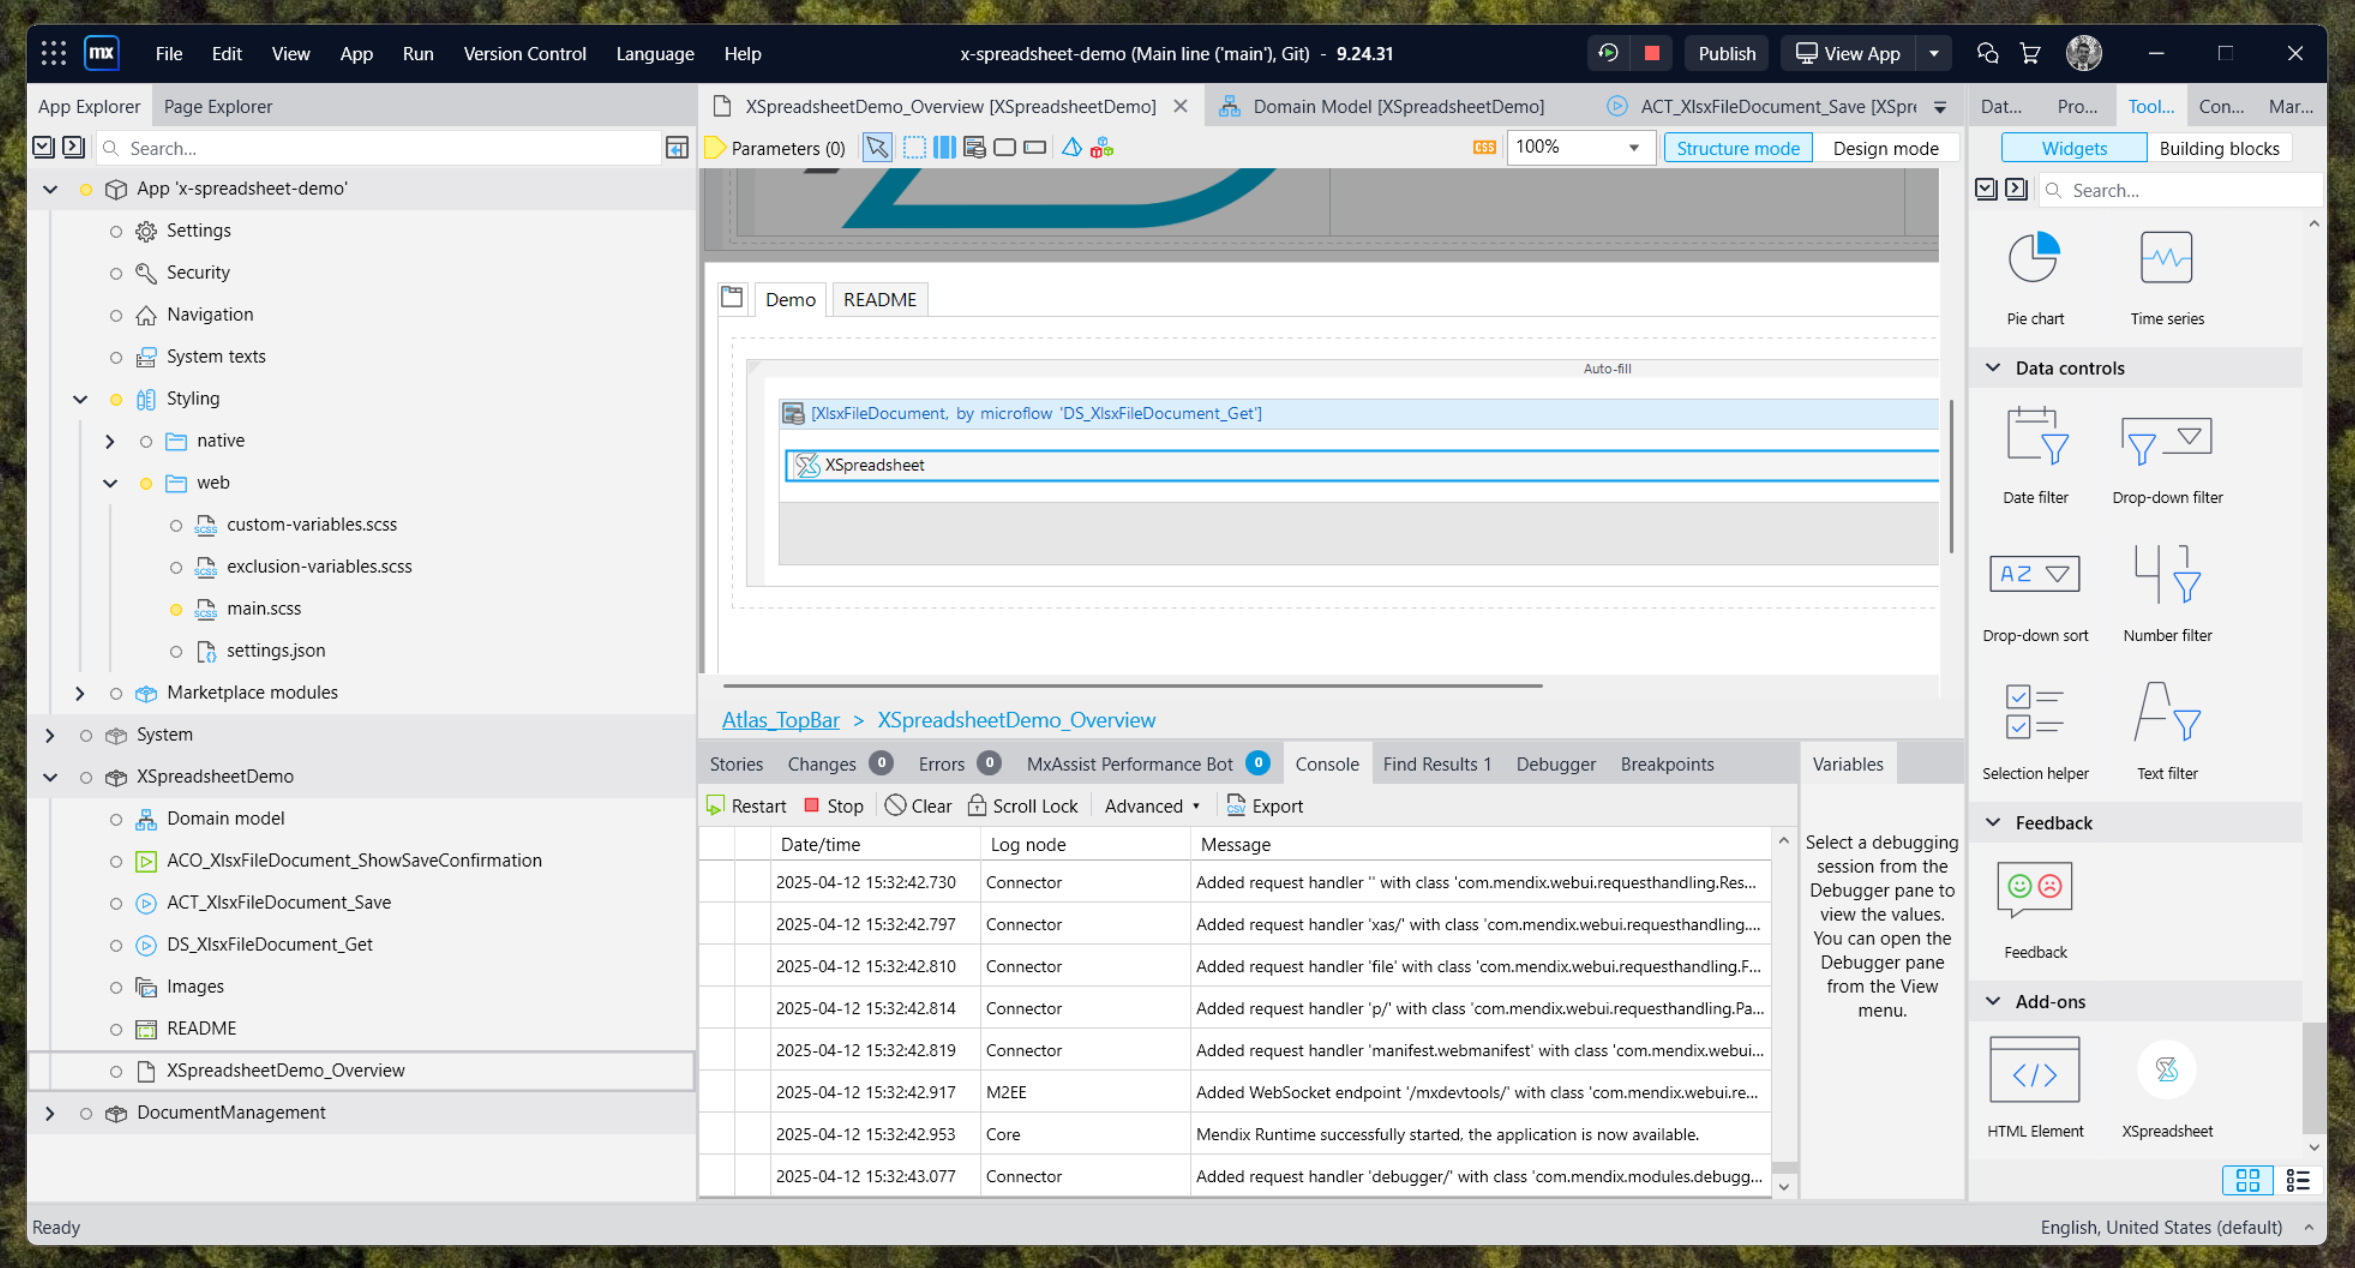 mx File Edit View App Run Version Control Language Help x-spreadsheet-demo (Main line ('main'), Git) - 9.24.31 Publish View App
App Explorer Page Explorer
Search...
App 'x-spreadsheet-demo'
Settings
Security
Navigation
System texts
Styling
native
web
SCSS custom-variables.scss
SCSS exclusion-variables.scss
SCSS main.scss
settings.json
Marketplace modules
System
XSpreadsheetDemo
Domain model
ACO_XlsxFileDocument_ShowSaveConfirmation
ACT_XlsxFileDocument_Save
DS_XlsxFileDocument_Get
Images
README
XSpreadsheetDemo_Overview
DocumentManagement
XSpreadsheetDemo_Overview [XSpreadsheetDemo] Domain Model [XSpreadsheetDemo] ACT_XlsxFileDocument_Save [XSpr
Parameters (0) CSS 100% Structure mode Design mode
Demo README
Auto-fill
[XlsxFileDocument, by microflow 'DS_XlsxFileDocument_Get']
XSpreadsheet
Atlas_TopBar > XSpreadsheetDemo_Overview
Stories Changes 0 Errors 0 MxAssist Performance Bot 0 Console Find Results 1 Debugger Breakpoints
Restart Stop Clear Scroll Lock Advanced CSV Export
Date/time Log node Message
2025-04-12 15:32:42.730 Connector Added request handler '' with class 'com.mendix.webui.requesthandling.Res...
2025-04-12 15:32:42.797 Connector Added request handler 'xas/' with class 'com.mendix.webui.requesthandling....
2025-04-12 15:32:42.810 Connector Added request handler 'file' with class 'com.mendix.webui.requesthandling.F...
2025-04-12 15:32:42.814 Connector Added request handler 'p/' with class 'com.mendix.webui.requesthandling.Pa...
2025-04-12 15:32:42.819 Connector Added request handler 'manifest.webmanifest' with class 'com.mendix.webui...
2025-04-12 15:32:42.917 M2EE Added WebSocket endpoint '/mxdevtools/' with class 'com.mendix.webui.re...
2025-04-12 15:32:42.953 Core Mendix Runtime successfully started, the application is now available.
2025-04-12 15:32:43.077 Connector Added request handler 'debugger/' with class 'com.mendix.modules.debugg...
Variables
Select a debugging
session from the
Debugger pane to
view the values.
You can open the
Debugger pane
from the View
menu.
Dat... Pro... Tool... Con... Mar...
Widgets Building blocks
Search...
Pie chart Time series
Data controls
Date filter Drop-down filter
AZ
Drop-down sort Number filter
Selection helper Text filter
Feedback
Feedback
Add-ons
HTML Element XSpreadsheet
Ready English, United States (default)